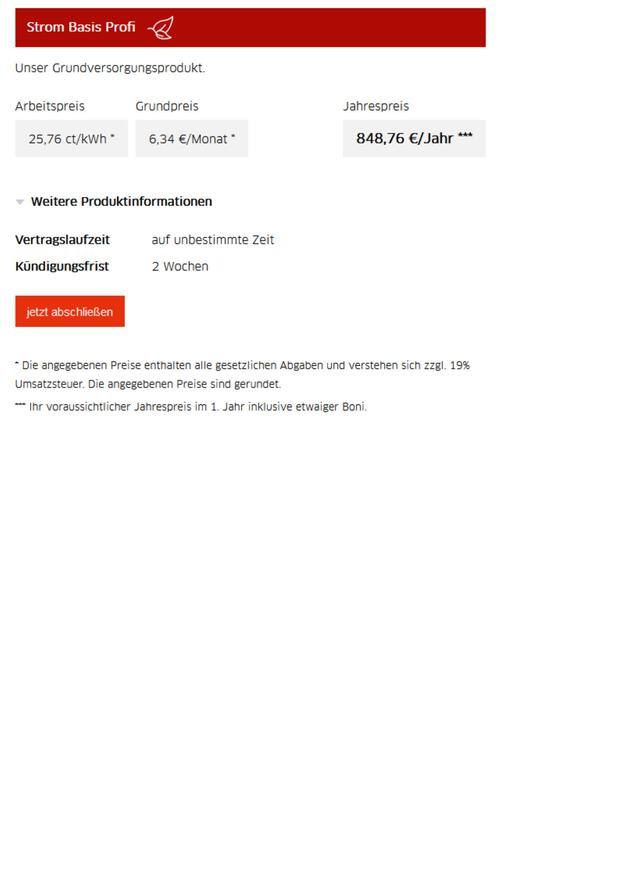 Strom Basis Profi
Unser Grundversorgungsprodukt.
Arbeitspreis Grundpreis Jahrespreis
25,76 ct/kWh * 6,34 €/Monat * 848,76 €/Jahr ***
Weitere Produktinformationen
Vertragslaufzeit auf unbestimmte Zeit
Kündigungsfrist 2 Wochen
jetzt abschließen
* Die angegebenen Preise enthalten alle gesetzlichen Abgaben und verstehen sich zzgl. 19%
Umsatzsteuer. Die angegebenen Preise sind gerundet.
*** Ihr voraussichtlicher Jahrespreis im 1. Jahr inklusive etwaiger Boni.